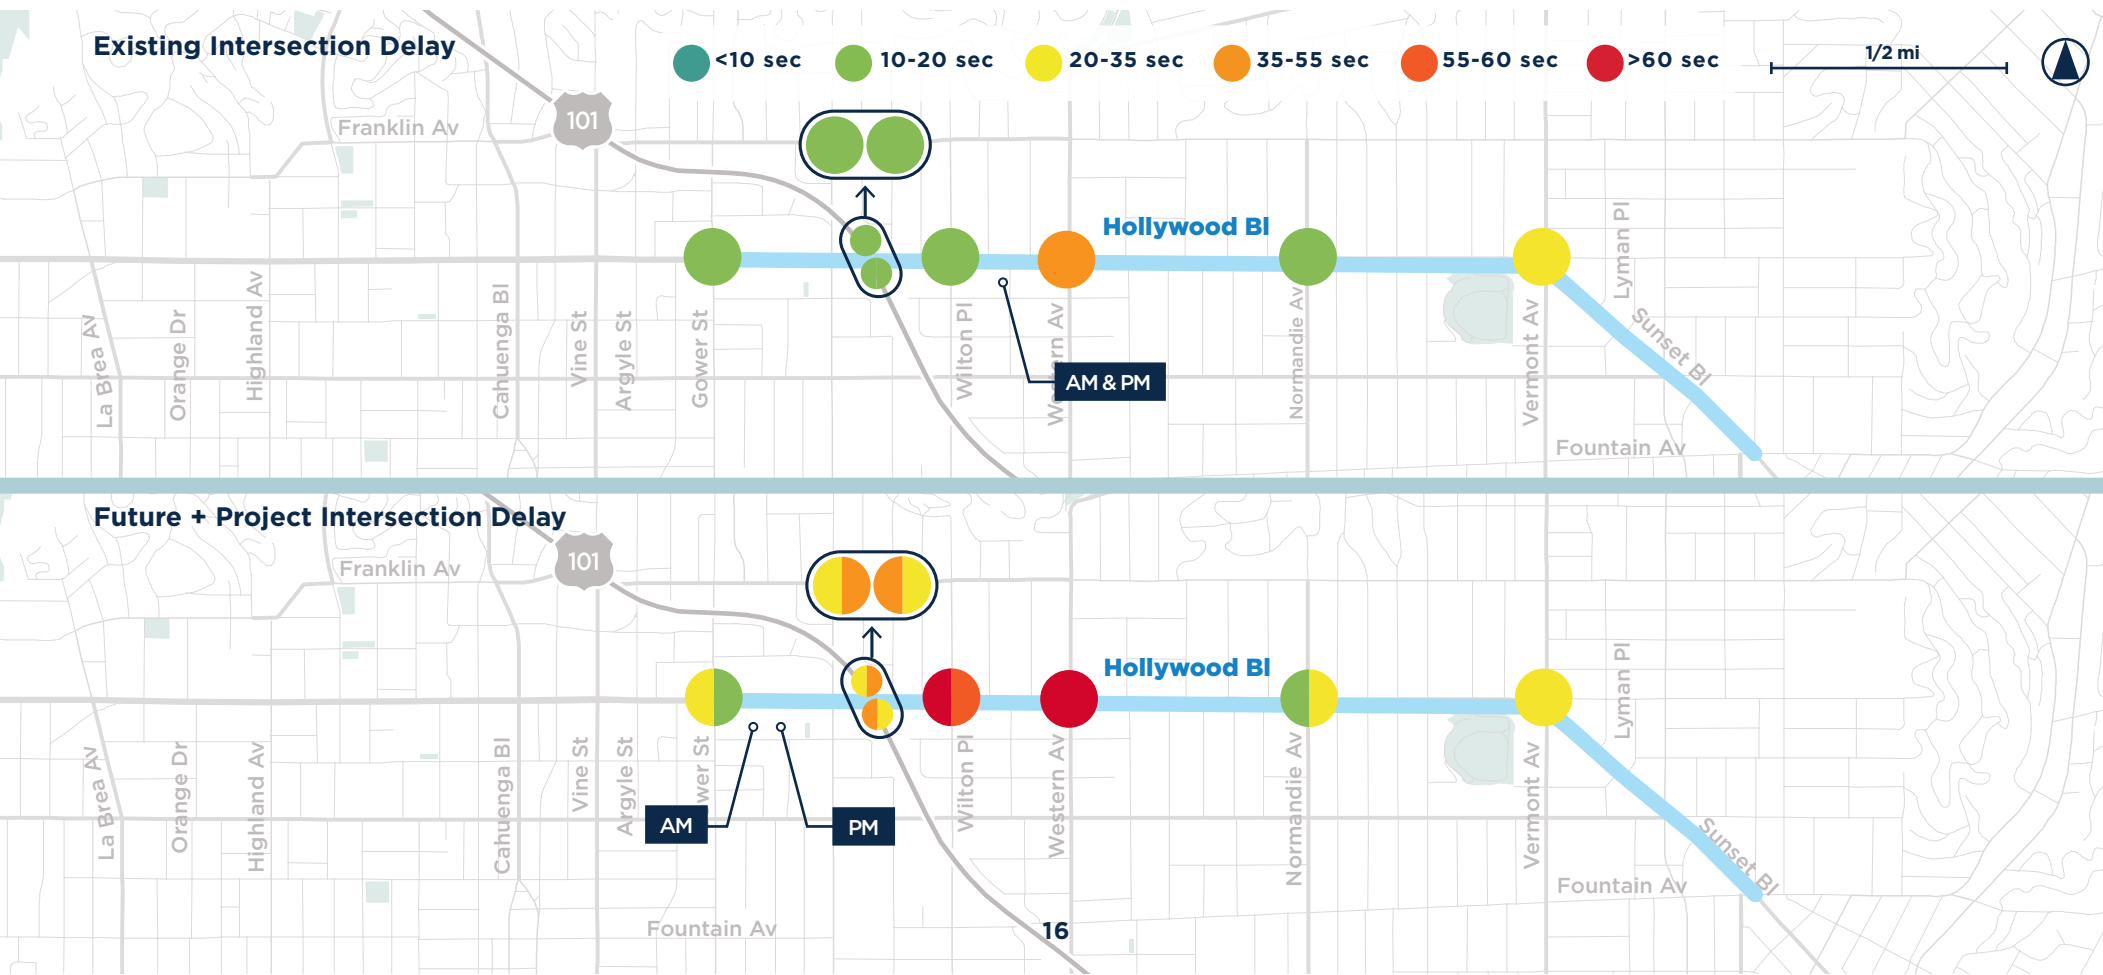 Existing Intersection Delay
<10 sec
10-20 sec
20-35 sec
35-55 sec
55-60 sec
>60 sec
1/2 mi
101
Franklin Av
Hollywood Bl
La Brea Av
Orange Dr
Highland Av
Cahuenga Bl
Vine St
Argyle St
Gower St
Wilton Pl
Western Av
AM & PM
Normandie Av
Vermont Av
Lyman Pl
Sunset Bl
Fountain Av
Future + Project Intersection Delay
101
Franklin Av
Hollywood Bl
La Brea Av
Orange Dr
Highland Av
Cahuenga Bl
Vine St
Argyle St
wer St
AM
PM
Wilton Pl
Western Av
Normandie Av
Vermont Av
Lyman Pl
Sunset Bl
Fountain Av
Fountain Av
16